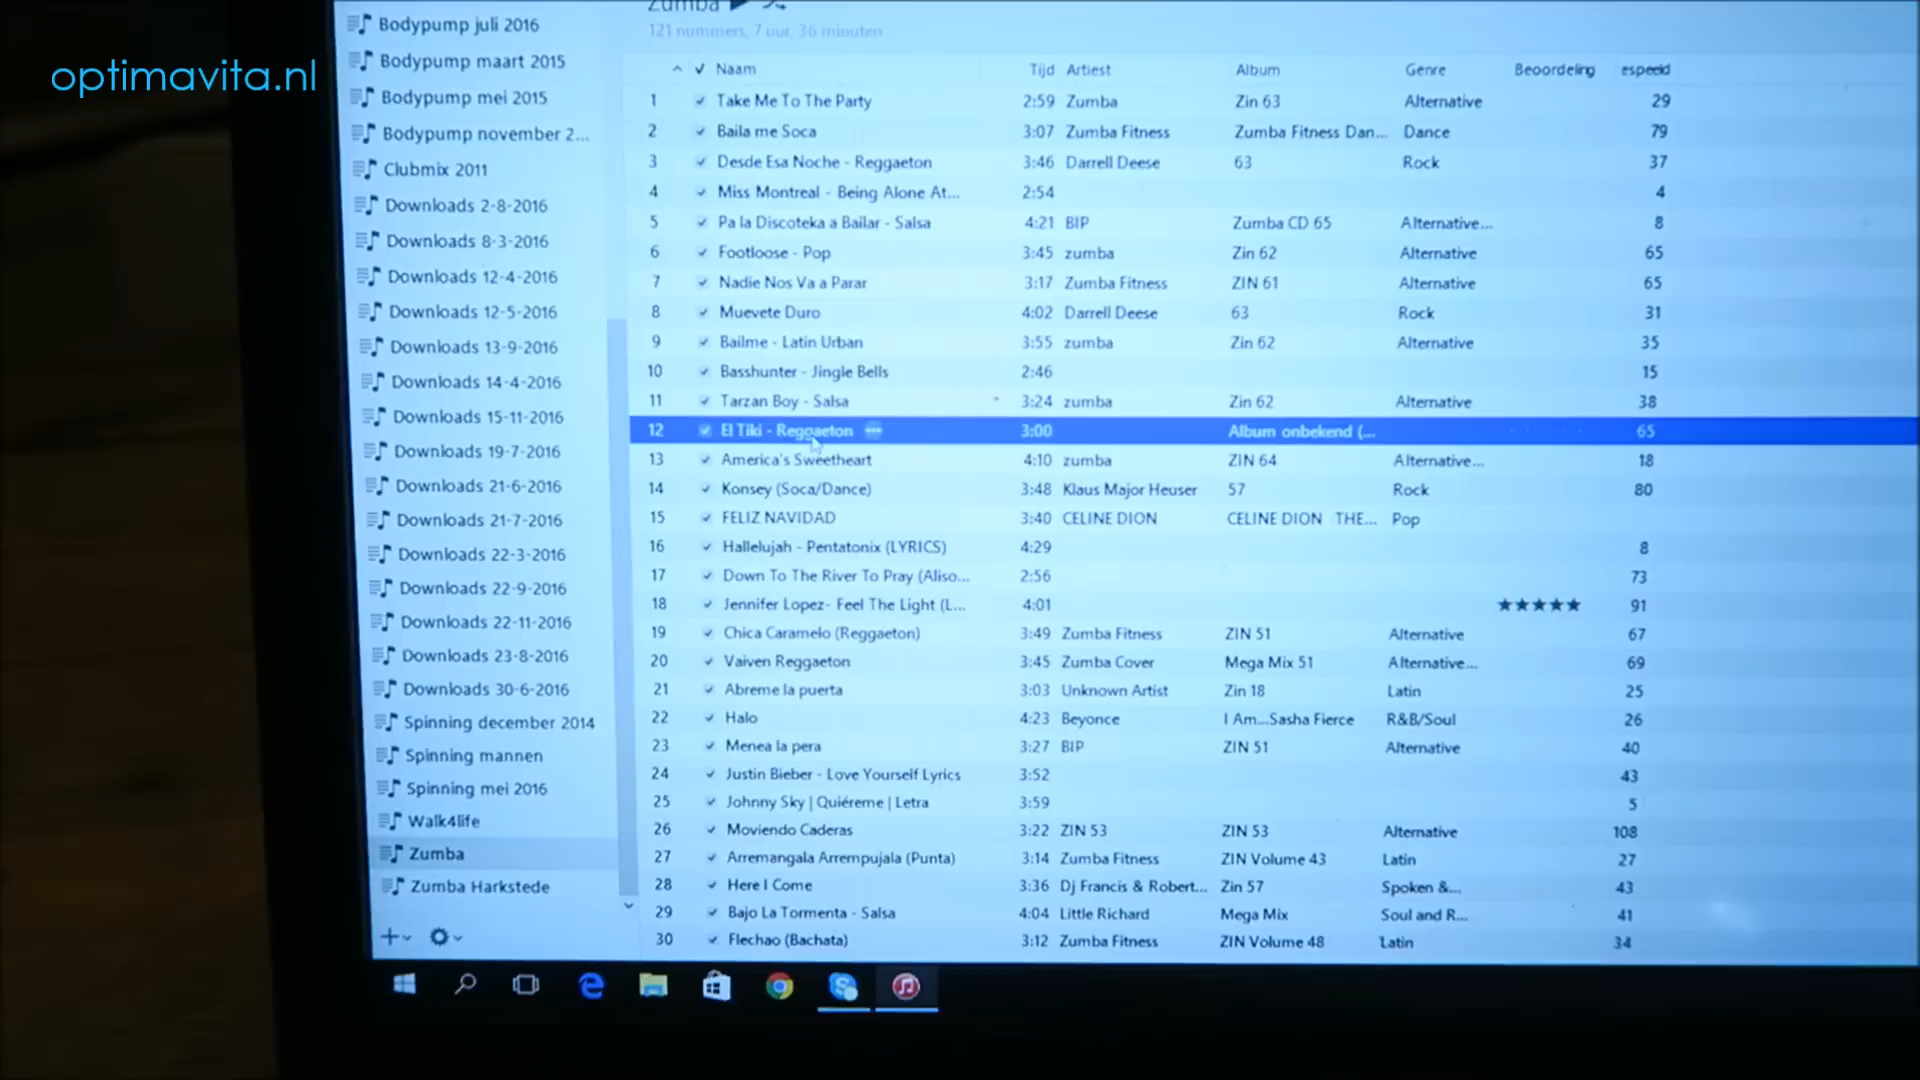 optimavita.nl
Bodypump juli 2016
Bodypump maart 2015
Bodypump mei 2015
Bodypump november 2...
Clubmix 2011
Downloads 2-8-2016
Downloads 8-3-2016
Downloads 12-4-2016
Downloads 12-5-2016
Downloads 13-9-2016
Downloads 14-4-2016
Downloads 15-11-2016
Downloads 19-7-2016
Downloads 21-6-2016
Downloads 21-7-2016
Downloads 22-3-2016
Downloads 22-9-2016
Downloads 22-11-2016
Downloads 23-8-2016
Downloads 30-6-2016
Spinning december 2014
Spinning mannen
Spinning mei 2016
Walk4life
Zumba
Zumba Harkstede
Zumba
121 nummers, 7 uur, 36 minuten
Naam Tijd Artiest Album Genre Beoordeling espeeld
1 Take Me To The Party 2:59 Zumba Zin 63 Alternative 29
2 Baila me Soca 3:07 Zumba Fitness Zumba Fitness Dan... Dance 79
3 Desde Esa Noche - Reggaeton 3:46 Darrell Deese 63 Rock 37
4 Miss Montreal - Being Alone At... 2:54 4
5 Pa la Discoteka a Bailar - Salsa 4:21 BIP Zumba CD 65 Alternative... 8
6 Footloose - Pop 3:45 zumba Zin 62 Alternative 65
7 Nadie Nos Va a Parar 3:17 Zumba Fitness ZIN 61 Alternative 65
8 Muevete Duro 4:02 Darrell Deese 63 Rock 31
9 Bailme - Latin Urban 3:55 zumba Zin 62 Alternative 35
10 Basshunter - Jingle Bells 2:46 15
11 Tarzan Boy - Salsa 3:24 zumba Zin 62 Alternative 38
12 El Tiki - Reggaeton 3:00 Album onbekend (... 65
13 America's Sweetheart 4:10 zumba ZIN 64 Alternative... 18
14 Konsey (Soca/Dance) 3:48 Klaus Major Heuser 57 Rock 80
15 FELIZ NAVIDAD 3:40 CELINE DION CELINE DION THE... Pop
16 Hallelujah - Pentatonix (LYRICS) 4:29 8
17 Down To The River To Pray (Aliso... 2:56 73
18 Jennifer Lopez- Feel The Light (L... 4:01 ★★★★★ 91
19 Chica Caramelo (Reggaeton) 3:49 Zumba Fitness ZIN 51 Alternative 67
20 Vaiven Reggaeton 3:45 Zumba Cover Mega Mix 51 Alternative... 69
21 Abreme la puerta 3:03 Unknown Artist Zin 18 Latin 25
22 Halo 4:23 Beyonce I Am...Sasha Fierce R&B/Soul 26
23 Menea la pera 3:27 BIP ZIN 51 Alternative 40
24 Justin Bieber - Love Yourself Lyrics 3:52 43
25 Johnny Sky | Quiéreme | Letra 3:59 5
26 Moviendo Caderas 3:22 ZIN 53 ZIN 53 Alternative 108
27 Arremangala Arrempujala (Punta) 3:14 Zumba Fitness ZIN Volume 43 Latin 27
28 Here I Come 3:36 Dj Francis & Robert... Zin 57 Spoken &... 43
29 Bajo La Tormenta - Salsa 4:04 Little Richard Mega Mix Soul and R... 41
30 Flechao (Bachata) 3:12 Zumba Fitness ZIN Volume 48 Latin 34